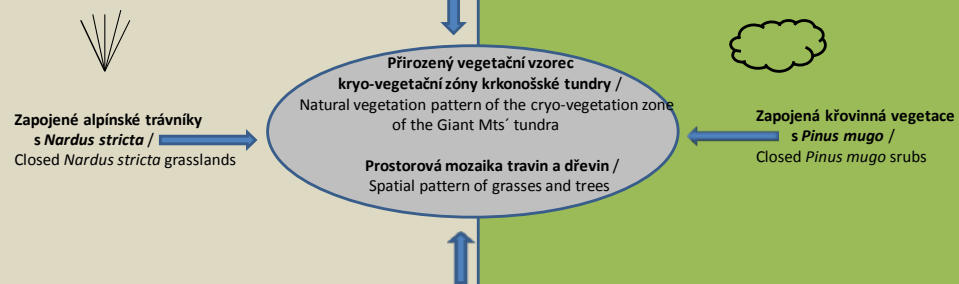 Přirozený vegetační vzorec
kryo-vegetační zóny krkonošské tundry /
Natural vegetation pattern of the cryo-vegetation zone
of the Giant Mts´ tundra
Prostorová mozaika travin a dřevin /
Spatial pattern of grasses and trees
Zapojené alpínské trávníky
s Nardus stricta /
Closed Nardus stricta grasslands
Zapojená křovinná vegetace
s Pinus mugo /
Closed Pinus mugo srubs